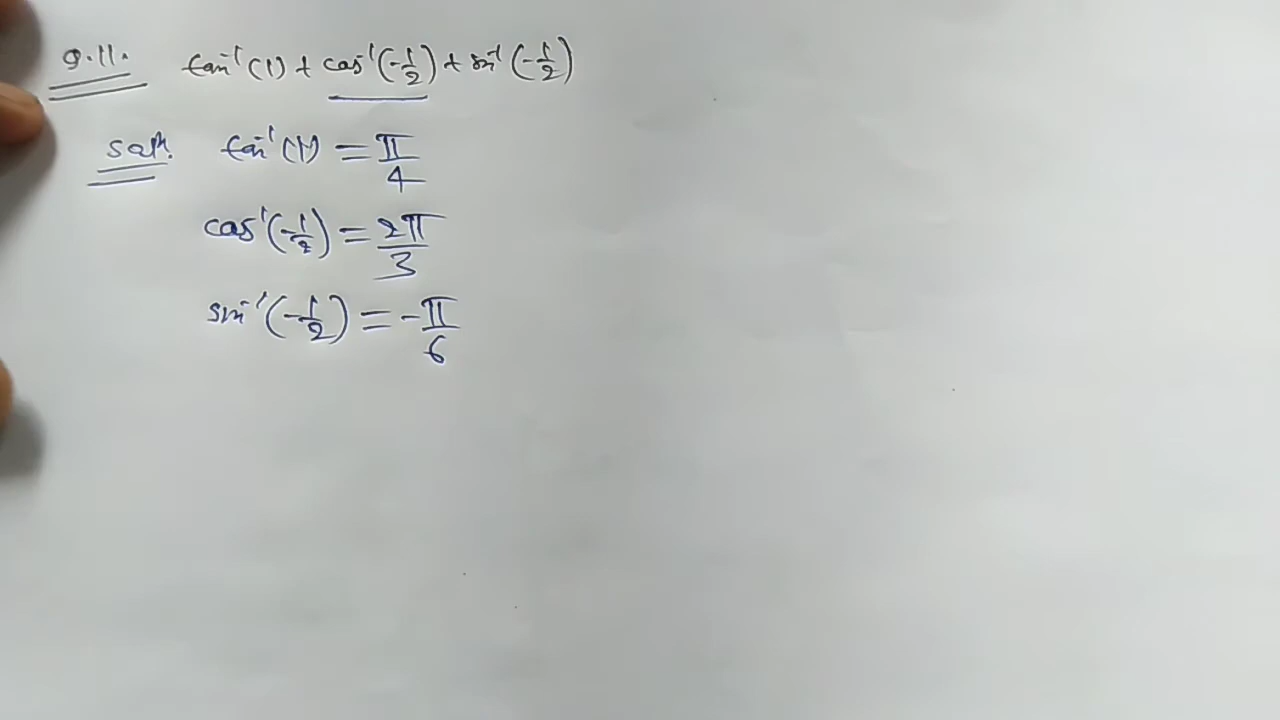 Q.11. tan⁻¹(1) + cos⁻¹(-1/2) + sin⁻¹(-1/2)
Solⁿ. tan⁻¹(1) = π/4
cos⁻¹(-1/2) = 2π/3
sin⁻¹(-1/2) = -π/6